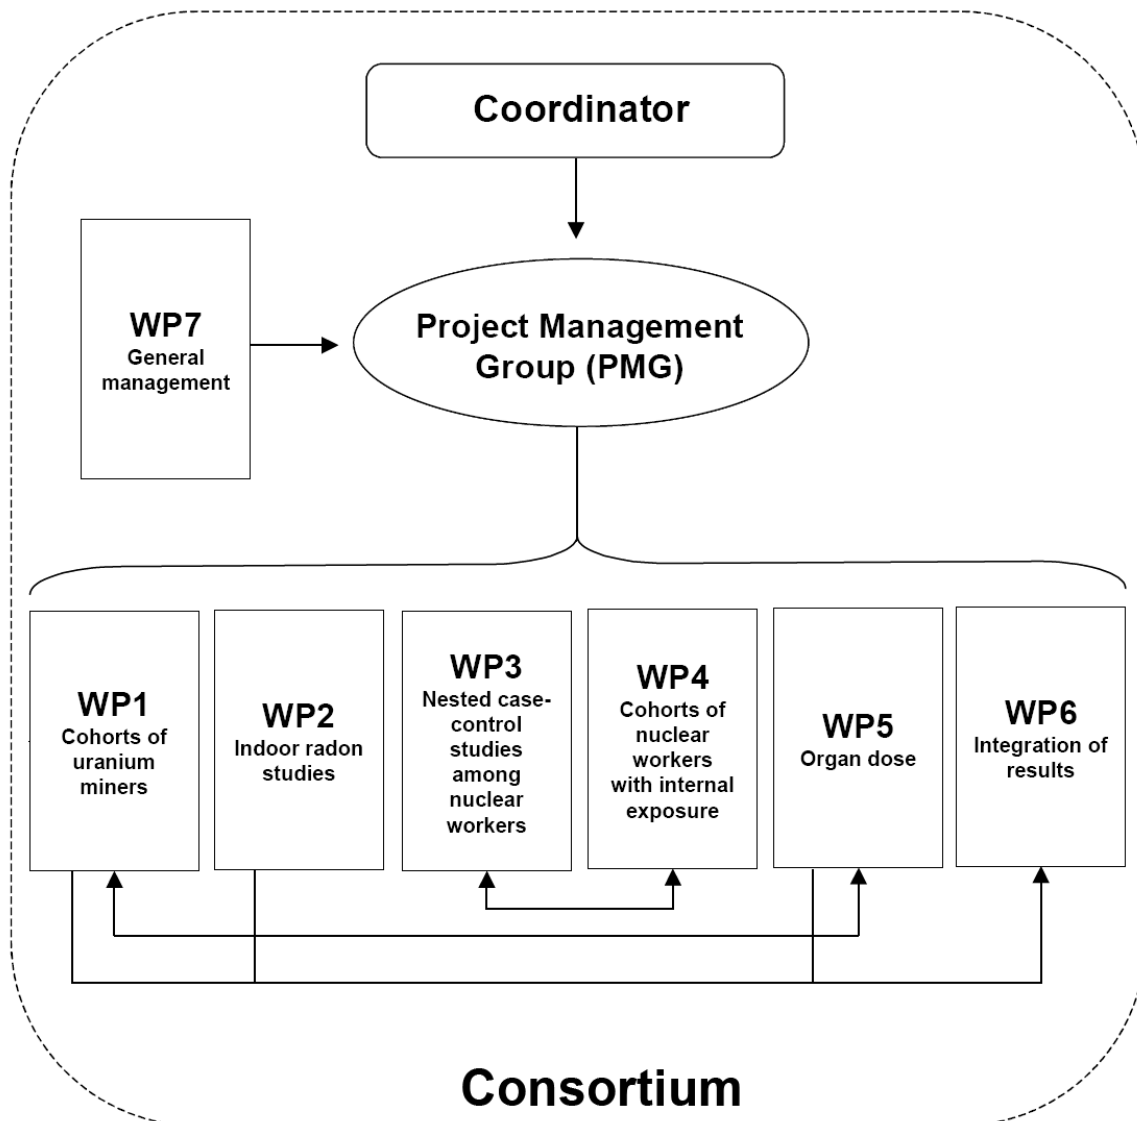 Coordinator
WP7
General
management
Project Management
Group (PMG)
WP1
Cohorts of
uranium
miners
WP2
Indoor radon
studies
WP3
Nested case-
control
studies
among
nuclear
workers
WP4
Cohorts of
nuclear
workers
with internal
exposure
WP5
Organ dose
WP6
Integration of
results
Consortium